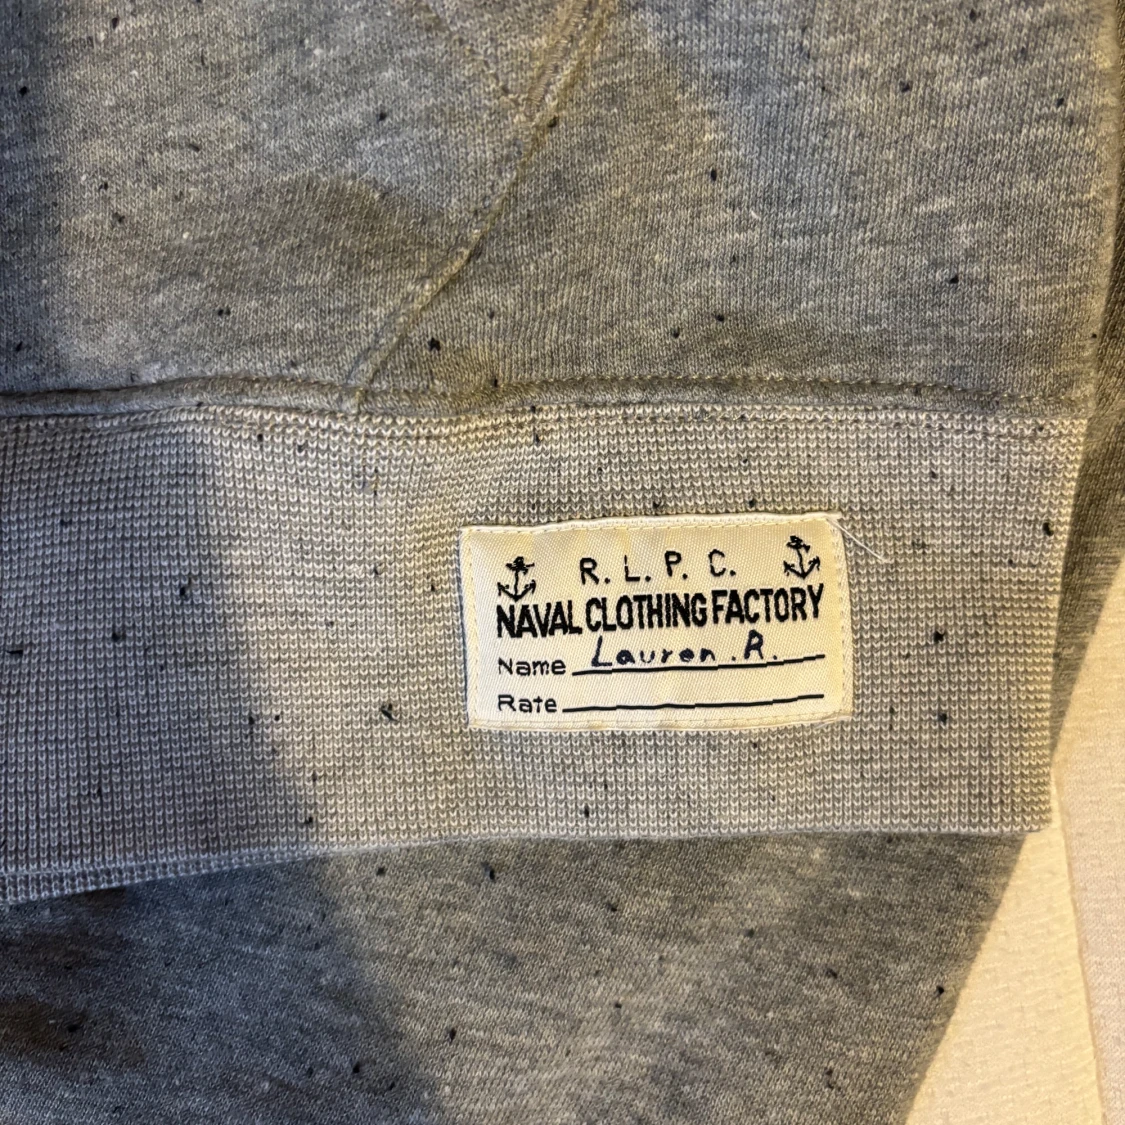 R. L. P. C.
NAVAL CLOTHING FACTORY
Name Lauren .R.
Rate